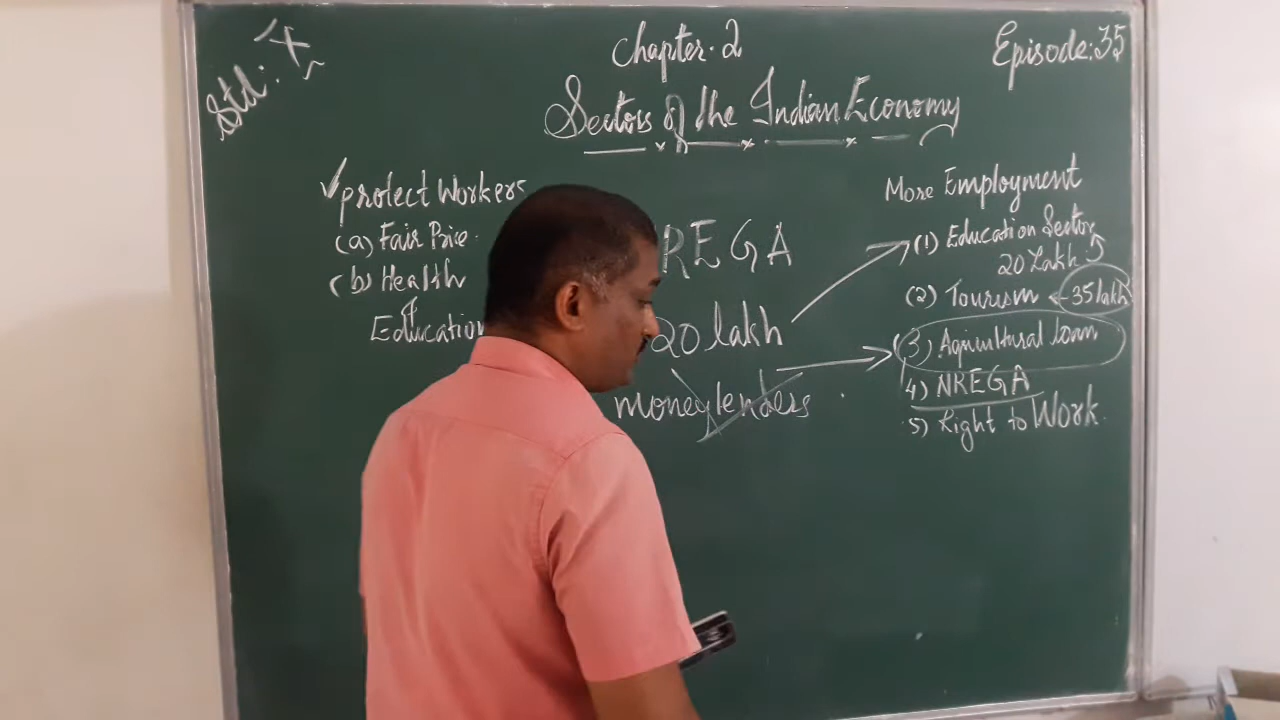 Std: X
Chapter. 2
Episode: 35
Sectors of the Indian Economy
protect Workers
(a) Fair Price.
(b) Health
Education
REGA
20 lakh
moneylenders
More Employment
(1) Education Sector
20 Lakh
(2) Tourism 35 lakh
(3) Agricultural loan
4) NREGA
5) Right to Work.